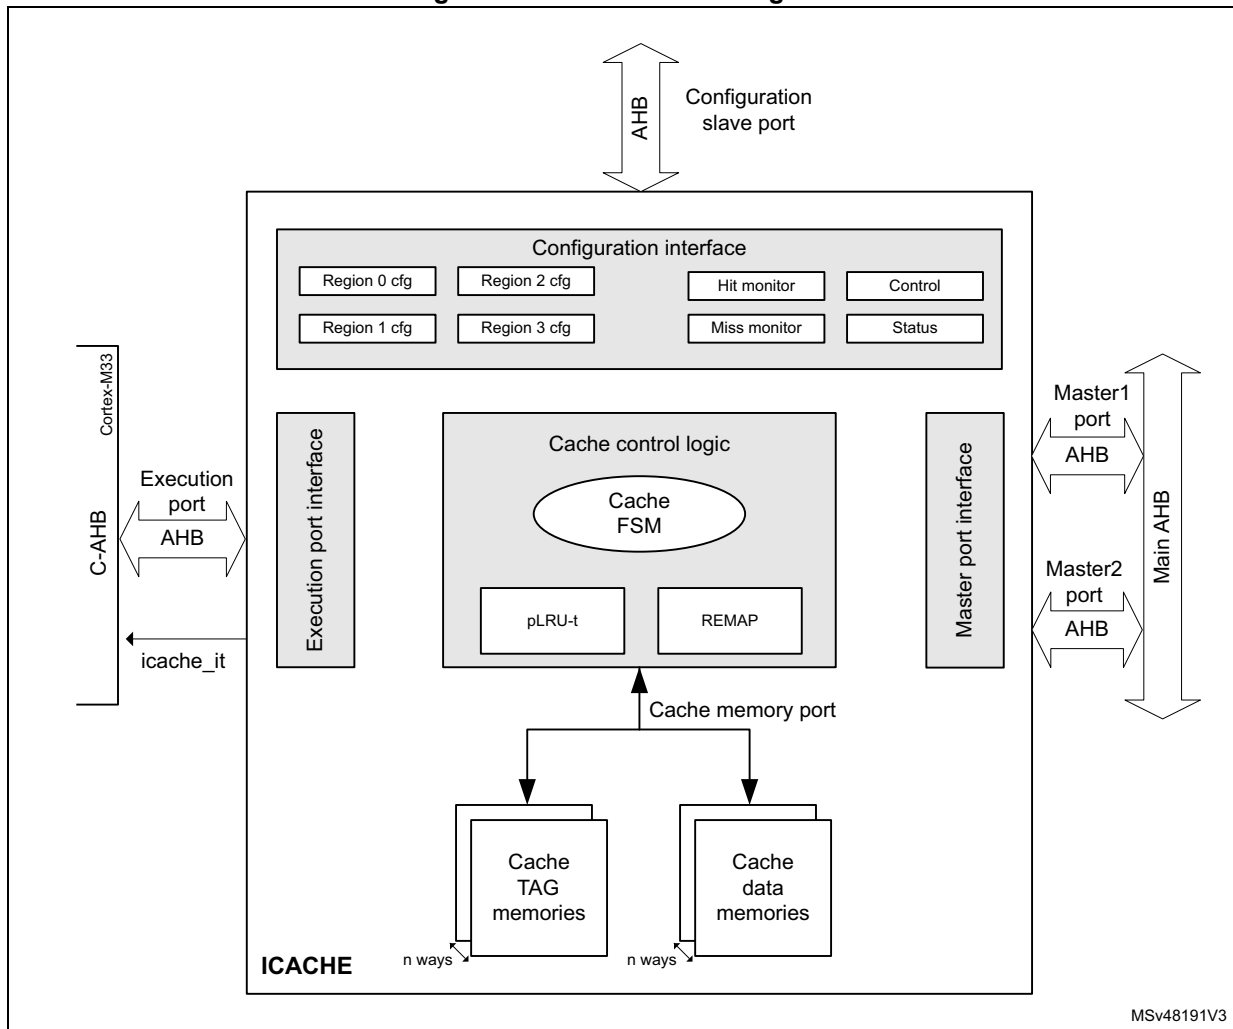 AHB
Configuration
slave port
Configuration interface
Region 0 cfg
Region 2 cfg
Hit monitor
Control
Region 1 cfg
Region 3 cfg
Miss monitor
Status
Cortex-M33
C-AHB
Execution
port
AHB
icache_it
Execution port interface
Cache control logic
Cache
FSM
pLRU-t
REMAP
Master port interface
Master1
port
AHB
Master2
port
AHB
Main AHB
Cache memory port
Cache
TAG
memories
n ways
Cache
data
memories
n ways
ICACHE
MSv48191V3